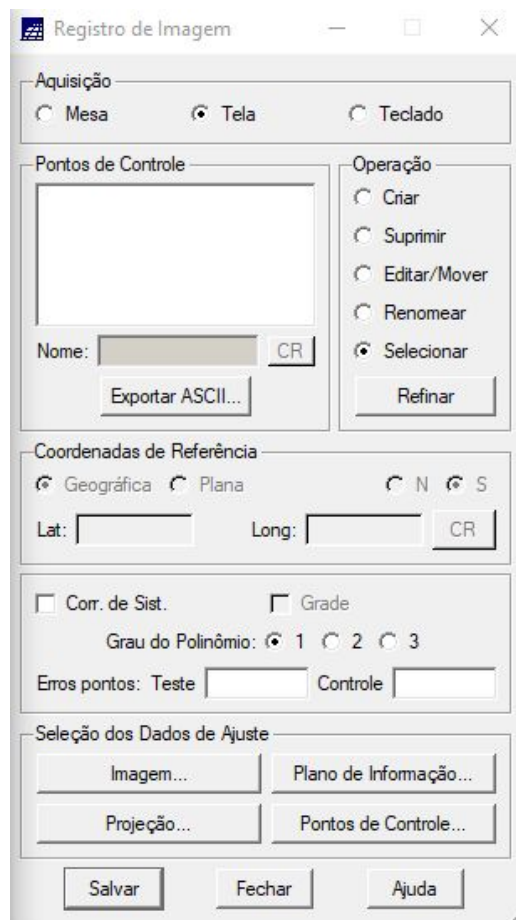 Registro de Imagem
Aquisição
Mesa Tela Teclado
Pontos de Controle
Nome: CR
Exportar ASCII...
Operação
Criar
Suprimir
Editar/Mover
Renomear
Selecionar
Refinar
Coordenadas de Referência
Geográfica Plana N S
Lat: Long: CR
Corr. de Sist. Grade
Grau do Polinômio: 1 2 3
Erros pontos: Teste Controle
Seleção dos Dados de Ajuste
Imagem... Plano de Informação...
Projeção... Pontos de Controle...
Salvar Fechar Ajuda